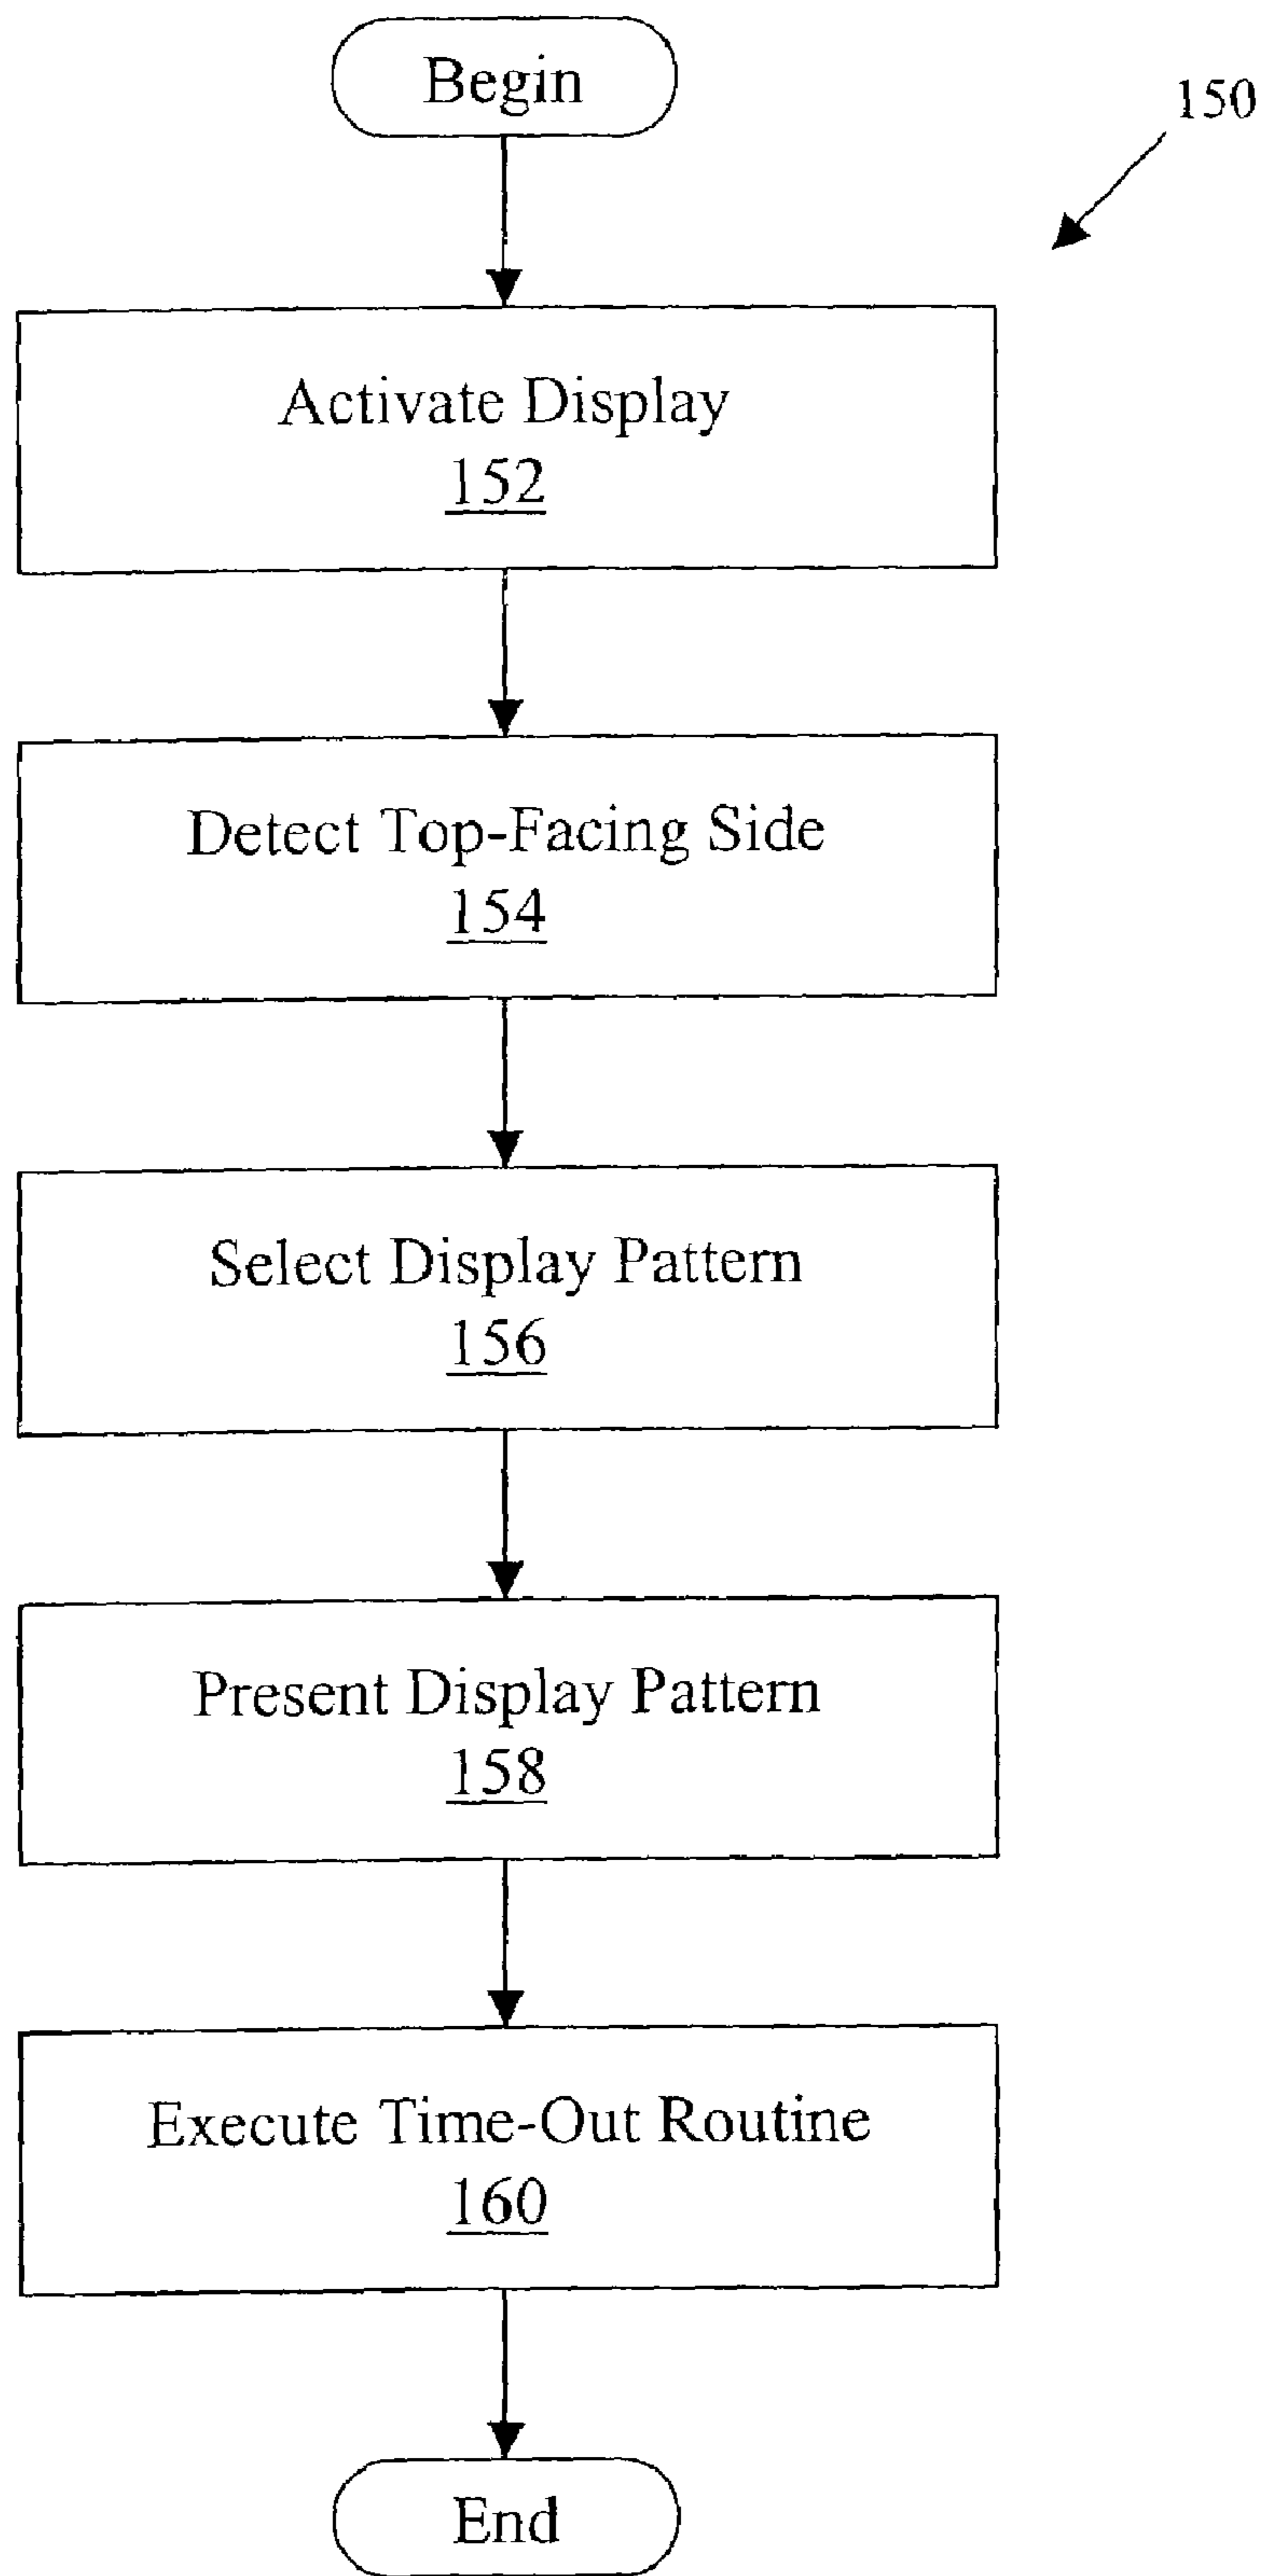 Begin
150
Activate Display
152
Detect Top-Facing Side
154
Select Display Pattern
156
Present Display Pattern
158
Execute Time-Out Routine
160
End